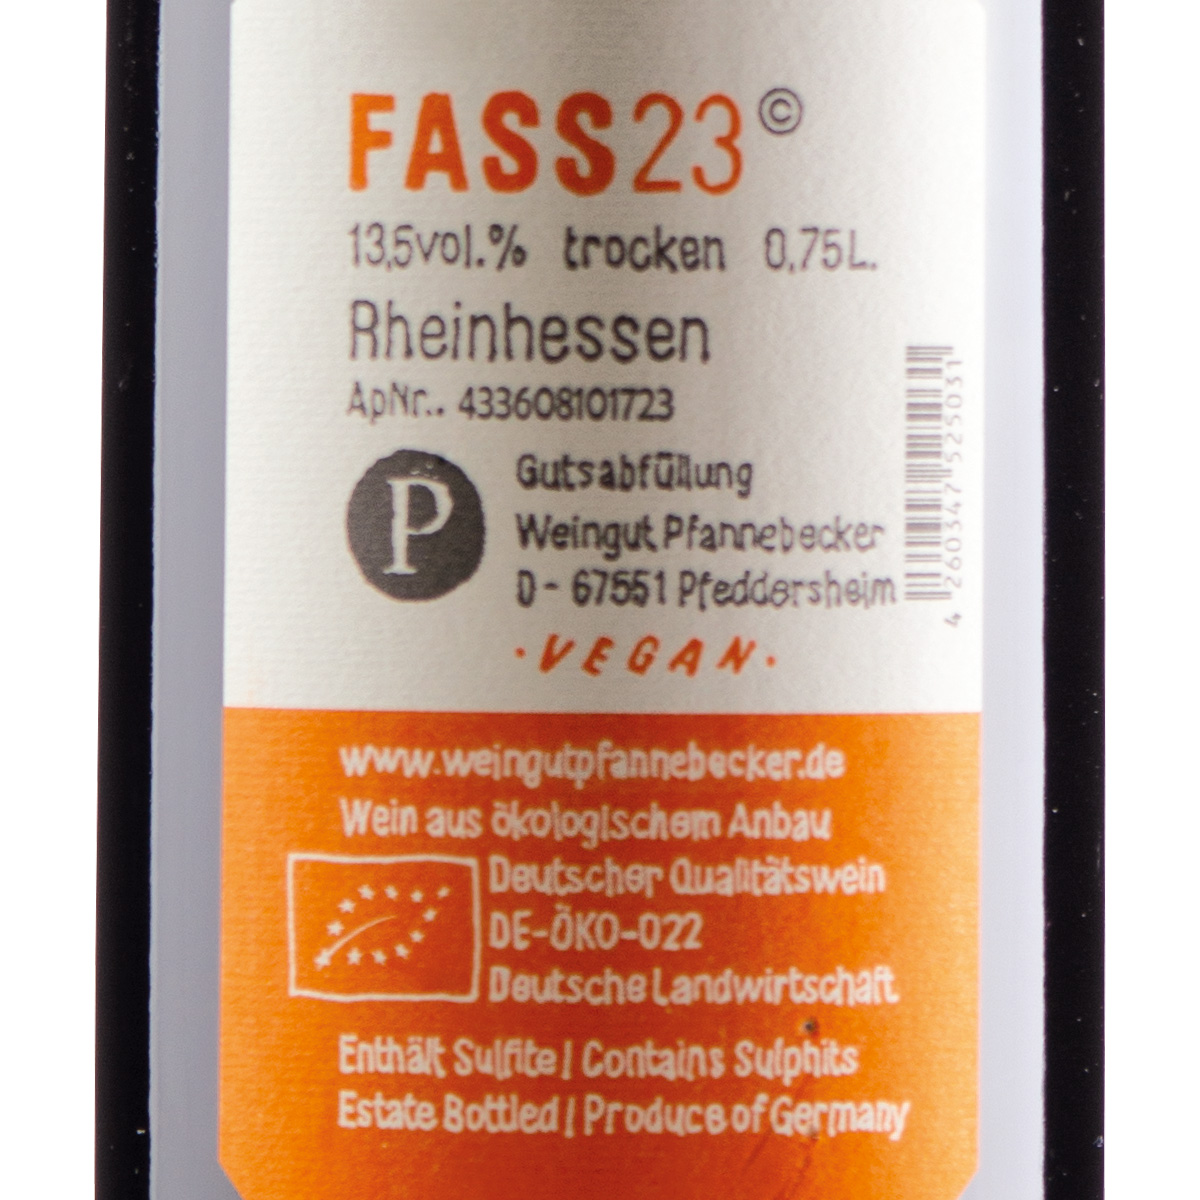 FASS23©
13,5vol.% trocken 0,75L.
Rheinhessen
ApNr.. 433608101723
P
Gutsabfüllung
Weingut Pfannebecker
D - 67551 Pfeddersheim
4 260347 525031
·VEGAN·
www.weingutpfannebecker.de
Wein aus ökologischem Anbau
Deutscher Qualitätswein
DE-ÖKO-022
Deutsche Landwirtschaft
Enthält Sulfite | Contains Sulphits
Estate Bottled | Produce of Germany